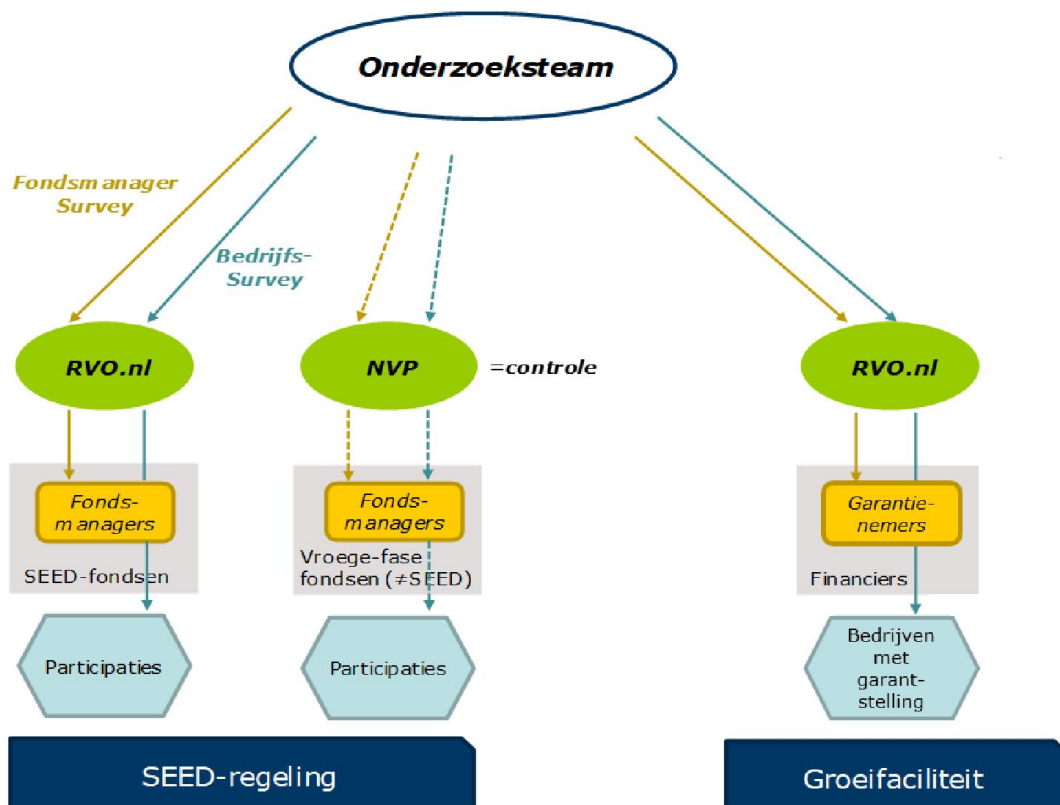 Onderzoeksteam
Fondsmanager
Survey
Bedrijfs-
Survey
RVO.nl
NVP
=controle
RVO.nl
Fonds-
managers
SEED-fondsen
Fonds-
managers
Vroege-fase
fondsen (≠SEED)
Garantie-
nemers
Financiers
Participaties
Participaties
Bedrijven
met
garant-
stelling
SEED-regeling
Groeifaciliteit